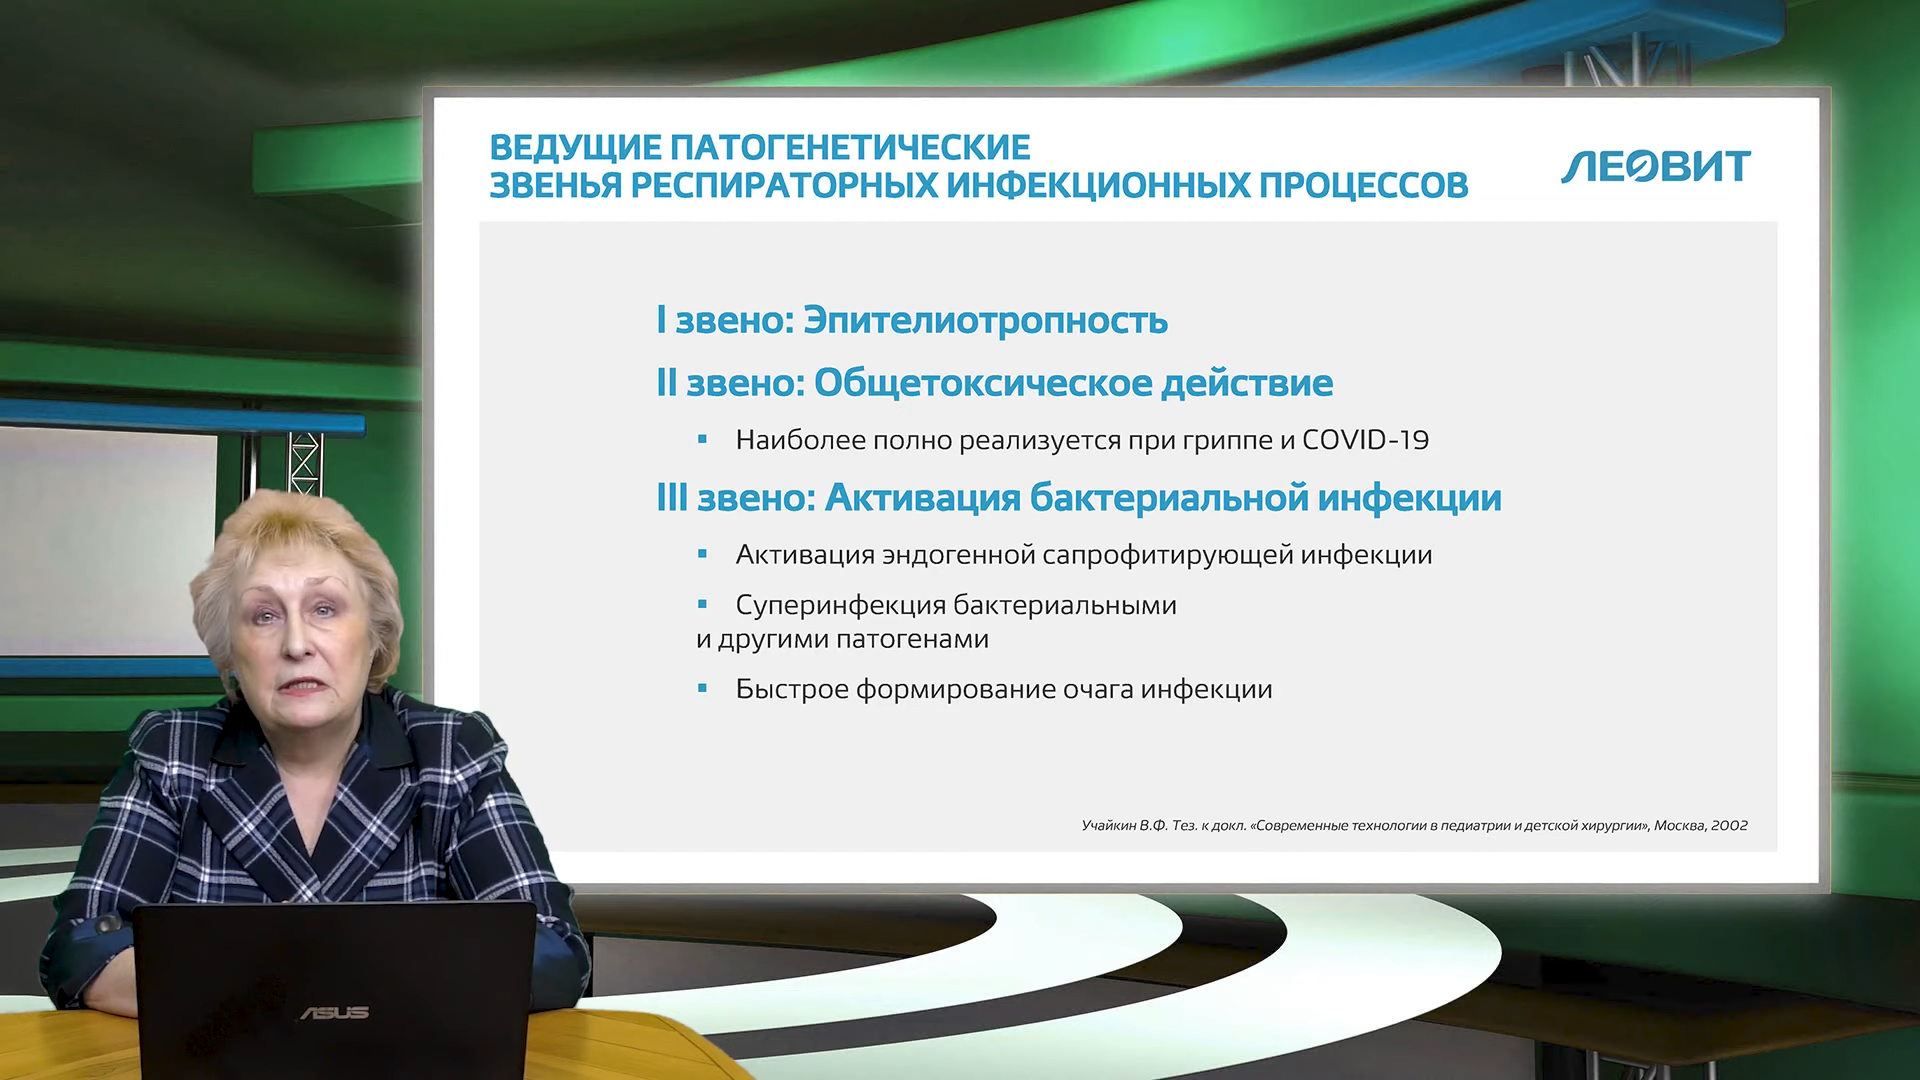 ВЕДУЩИЕ ПАТОГЕНЕТИЧЕСКИЕ
ЗВЕНЬЯ РЕСПИРАТОРНЫХ ИНФЕКЦИОННЫХ ПРОЦЕССОВ
ЛЕОВИТ
I звено: Эпителиотропность
II звено: Общетоксическое действие
▪ Наиболее полно реализуется при гриппе и COVID-19
III звено: Активация бактериальной инфекции
▪ Активация эндогенной сапрофитирующей инфекции
▪ Суперинфекция бактериальными
и другими патогенами
▪ Быстрое формирование очага инфекции
Учайкин В.Ф. Тез. к докл. «Современные технологии в педиатрии и детской хирургии», Москва, 2002
ASUS